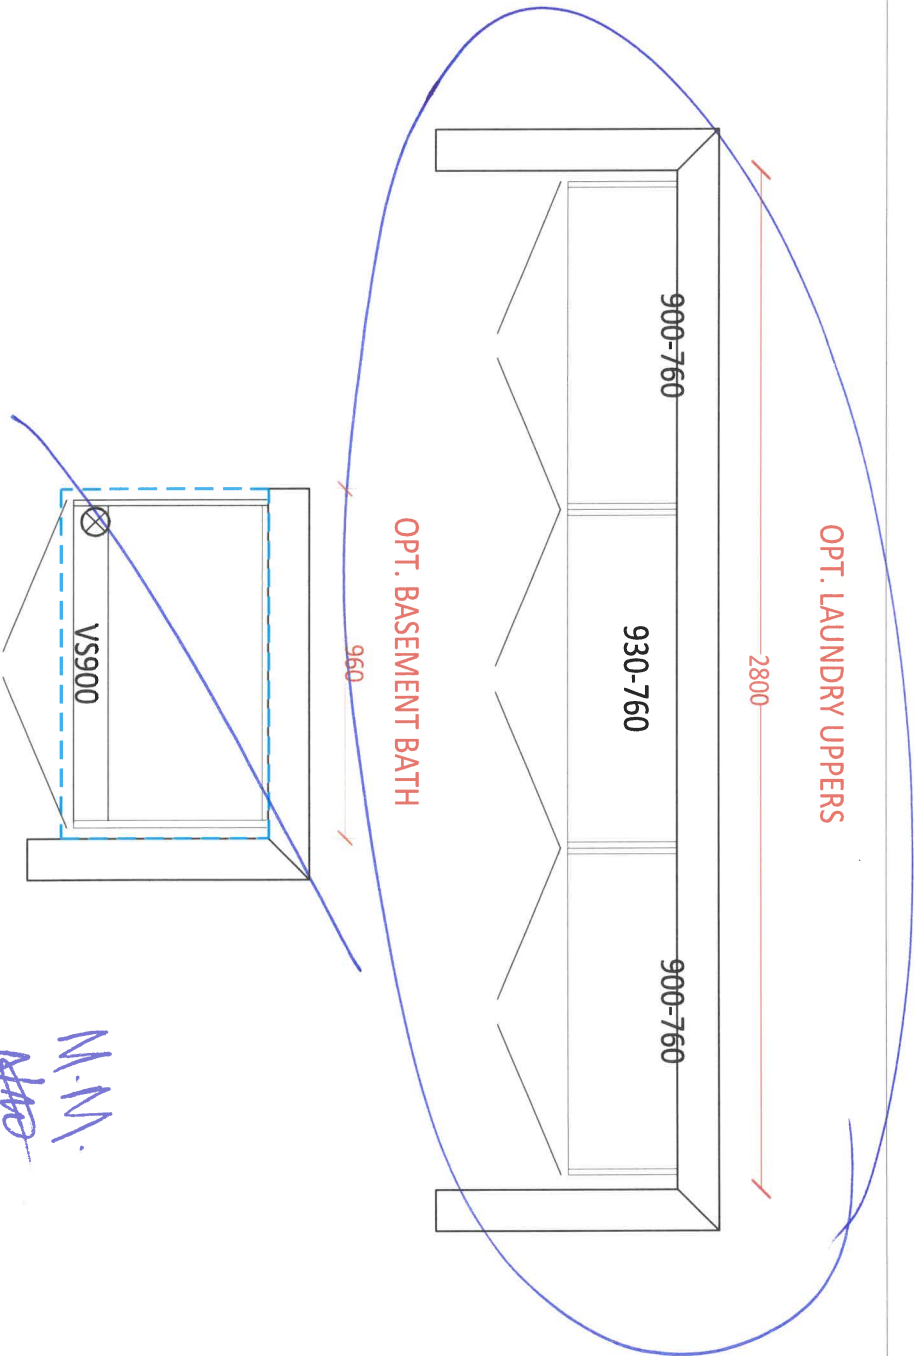 OPT. LAUNDRY UPPERS
2800
900-760
930-760
900-760
OPT. BASEMENT BATH
960
VS900
M.M.